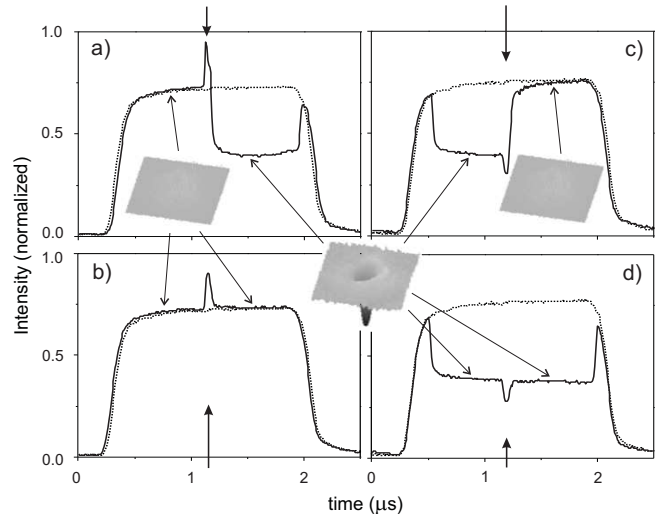 a)
c)
1.0
0.5
0.0
b)
d)
1.0
0.5
0.0
Intensity (normalized)
0 1 2
0 1 2
time (μs)